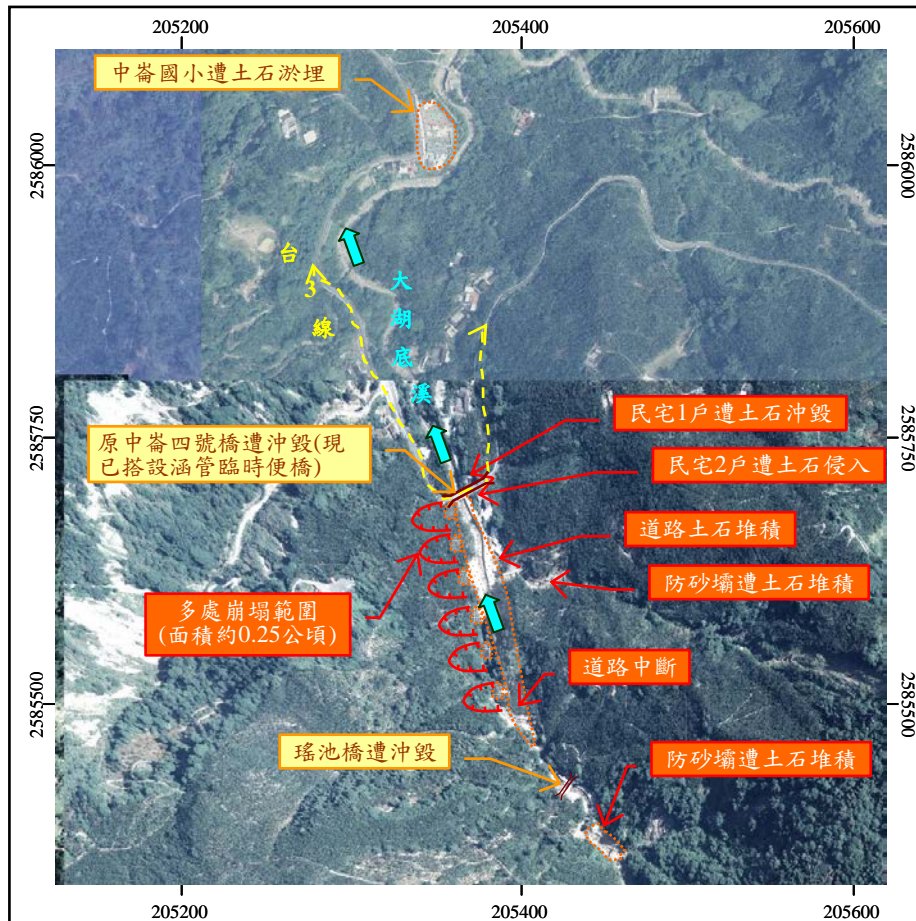 205200
205400
205600
中崙國小遭土石淤埋
2586000
2586000
台
3
線
大
湖
底
溪
民宅1戶遭土石沖毀
2585750
2585750
原中崙四號橋遭沖毀(現
已搭設涵管臨時便橋)
民宅2戶遭土石侵入
道路土石堆積
防砂壩遭土石堆積
多處崩塌範圍
(面積約0.25公頃)
道路中斷
2585500
2585500
瑤池橋遭沖毀
防砂壩遭土石堆積
205200
205400
205600